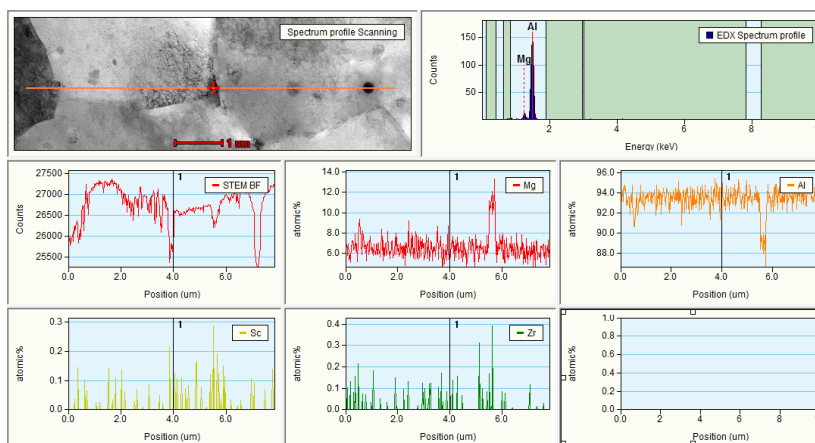 Spectrum profile Scanning
1 um
Counts
150
100
50
Al
Mg
EDX Spectrum profile
2
4
6
8
Energy (keV)
Counts
27500
27000
26500
26000
25500
1
STEM BF
0.0
2.0
4.0
6.0
Position (um)
atomic%
14.0
12.0
10.0
8.0
6.0
1
Mg
0.0
2.0
4.0
6.0
Position (um)
atomic%
96.0
94.0
92.0
90.0
88.0
1
Al
0.0
2.0
4.0
6.0
Position (um)
atomic%
0.3
0.2
0.1
0.0
1
Sc
0.0
2.0
4.0
6.0
Position (um)
atomic%
0.4
0.3
0.2
0.1
0.0
1
Zr
0.0
2.0
4.0
6.0
Position (um)
atomic%
1.0
0.8
0.6
0.4
0.2
0.0
0
2
4
6
8
Position (um)